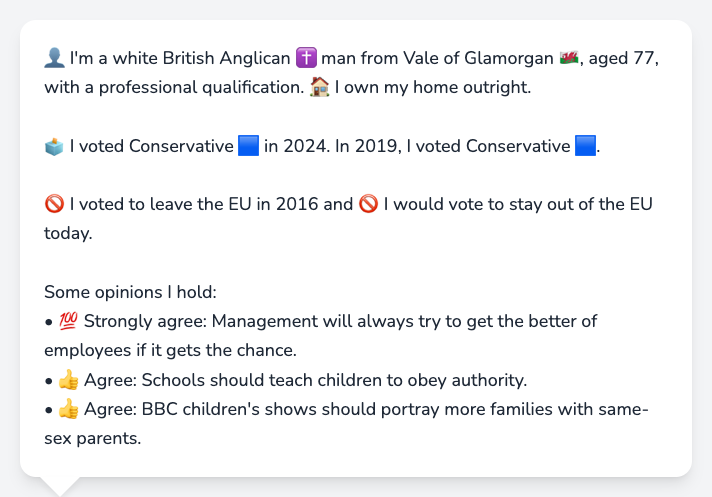 👤 I'm a white British Anglican ✝️ man from Vale of Glamorgan 🏴󠁧󠁢󠁷󠁬󠁳󠁿, aged 77,
with a professional qualification. 🏠 I own my home outright.
🗳️ I voted Conservative 🟦 in 2024. In 2019, I voted Conservative 🟦.
🚫 I voted to leave the EU in 2016 and 🚫 I would vote to stay out of the EU
today.
Some opinions I hold:
• 💯 Strongly agree: Management will always try to get the better of
employees if it gets the chance.
• 👍 Agree: Schools should teach children to obey authority.
• 👍 Agree: BBC children's shows should portray more families with same-
sex parents.